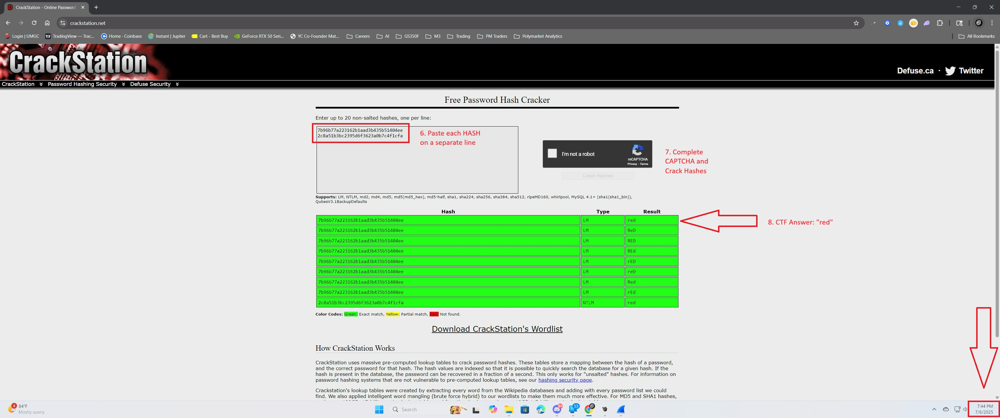 CrackStation - Online Password
crackstation.net
Login | UMGC
TradingView — Trac...
Home · Coinbase
Instant | Jupiter
Cart - Best Buy
GeForce RTX 50 Seri...
YC Co-Founder Mat...
Careers
AI
GS350F
M3
Trading
PM Traders
Polymarket Analytics
All Bookmarks
CrackStation
Defuse.ca · Twitter
CrackStation
Password Hashing Security
Defuse Security
Free Password Hash Cracker
Enter up to 20 non-salted hashes, one per line:
7b96b77a223162b1aad3b435b51404ee
2c8a51b3bc2395d6f3623a0b7c4f1cfa
6. Paste each HASH
on a separate line
I'm not a robot
reCAPTCHA
Privacy - Terms
7. Complete
CAPTCHA and
Crack Hashes
Crack Hashes
Supports: LM, NTLM, md2, md4, md5, md5(md5_hex), md5-half, sha1, sha224, sha256, sha384, sha512, ripeMD160, whirlpool, MySQL 4.1+ (sha1(sha1_bin)),
QubesV3.1BackupDefaults
Hash Type Result
7b96b77a223162b1aad3b435b51404ee LM red
8. CTF Answer: "red"
7b96b77a223162b1aad3b435b51404ee LM ReD
7b96b77a223162b1aad3b435b51404ee LM RED
7b96b77a223162b1aad3b435b51404ee LM REd
7b96b77a223162b1aad3b435b51404ee LM rED
7b96b77a223162b1aad3b435b51404ee LM reD
7b96b77a223162b1aad3b435b51404ee LM Red
7b96b77a223162b1aad3b435b51404ee LM rEd
2c8a51b3bc2395d6f3623a0b7c4f1cfa NTLM red
Color Codes: Green: Exact match, Yellow: Partial match, Red: Not found.
Download CrackStation's Wordlist
How CrackStation Works
CrackStation uses massive pre-computed lookup tables to crack password hashes. These tables store a mapping between the hash of a password,
and the correct password for that hash. The hash values are indexed so that it is possible to quickly search the database for a given hash. If the
hash is present in the database, the password can be recovered in a fraction of a second. This only works for "unsalted" hashes. For information on
password hashing systems that are not vulnerable to pre-computed lookup tables, see our hashing security page.
Crackstation's lookup tables were created by extracting every word from the Wikipedia databases and adding with every password list we could
find. We also applied intelligent word mangling (brute force hybrid) to our wordlists to make them much more effective. For MD5 and SHA1 hashes,
4
84°F
Mostly sunny
Search
9+
53
7:44 PM
7/6/2025